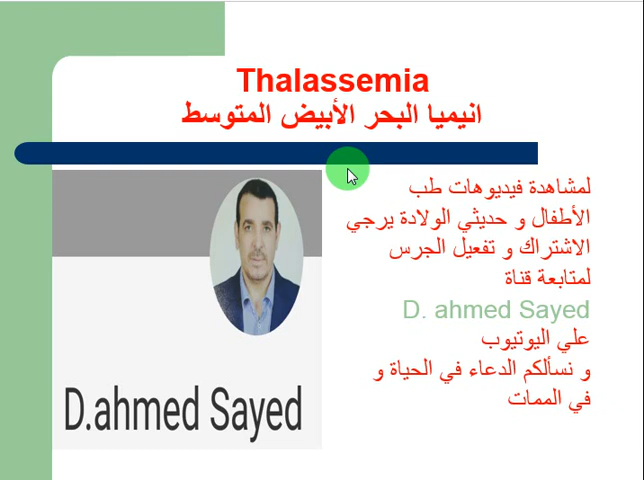 Thalassemia
انيميا البحر الأبيض المتوسط
لمشاهدة فيديوهات طب
الأطفال و حديثي الولادة يرجي
الاشتراك و تفعيل الجرس
لمتابعة قناة
D. ahmed Sayed
علي اليوتيوب
و نسألكم الدعاء في الحياة و
في الممات
D.ahmed Sayed